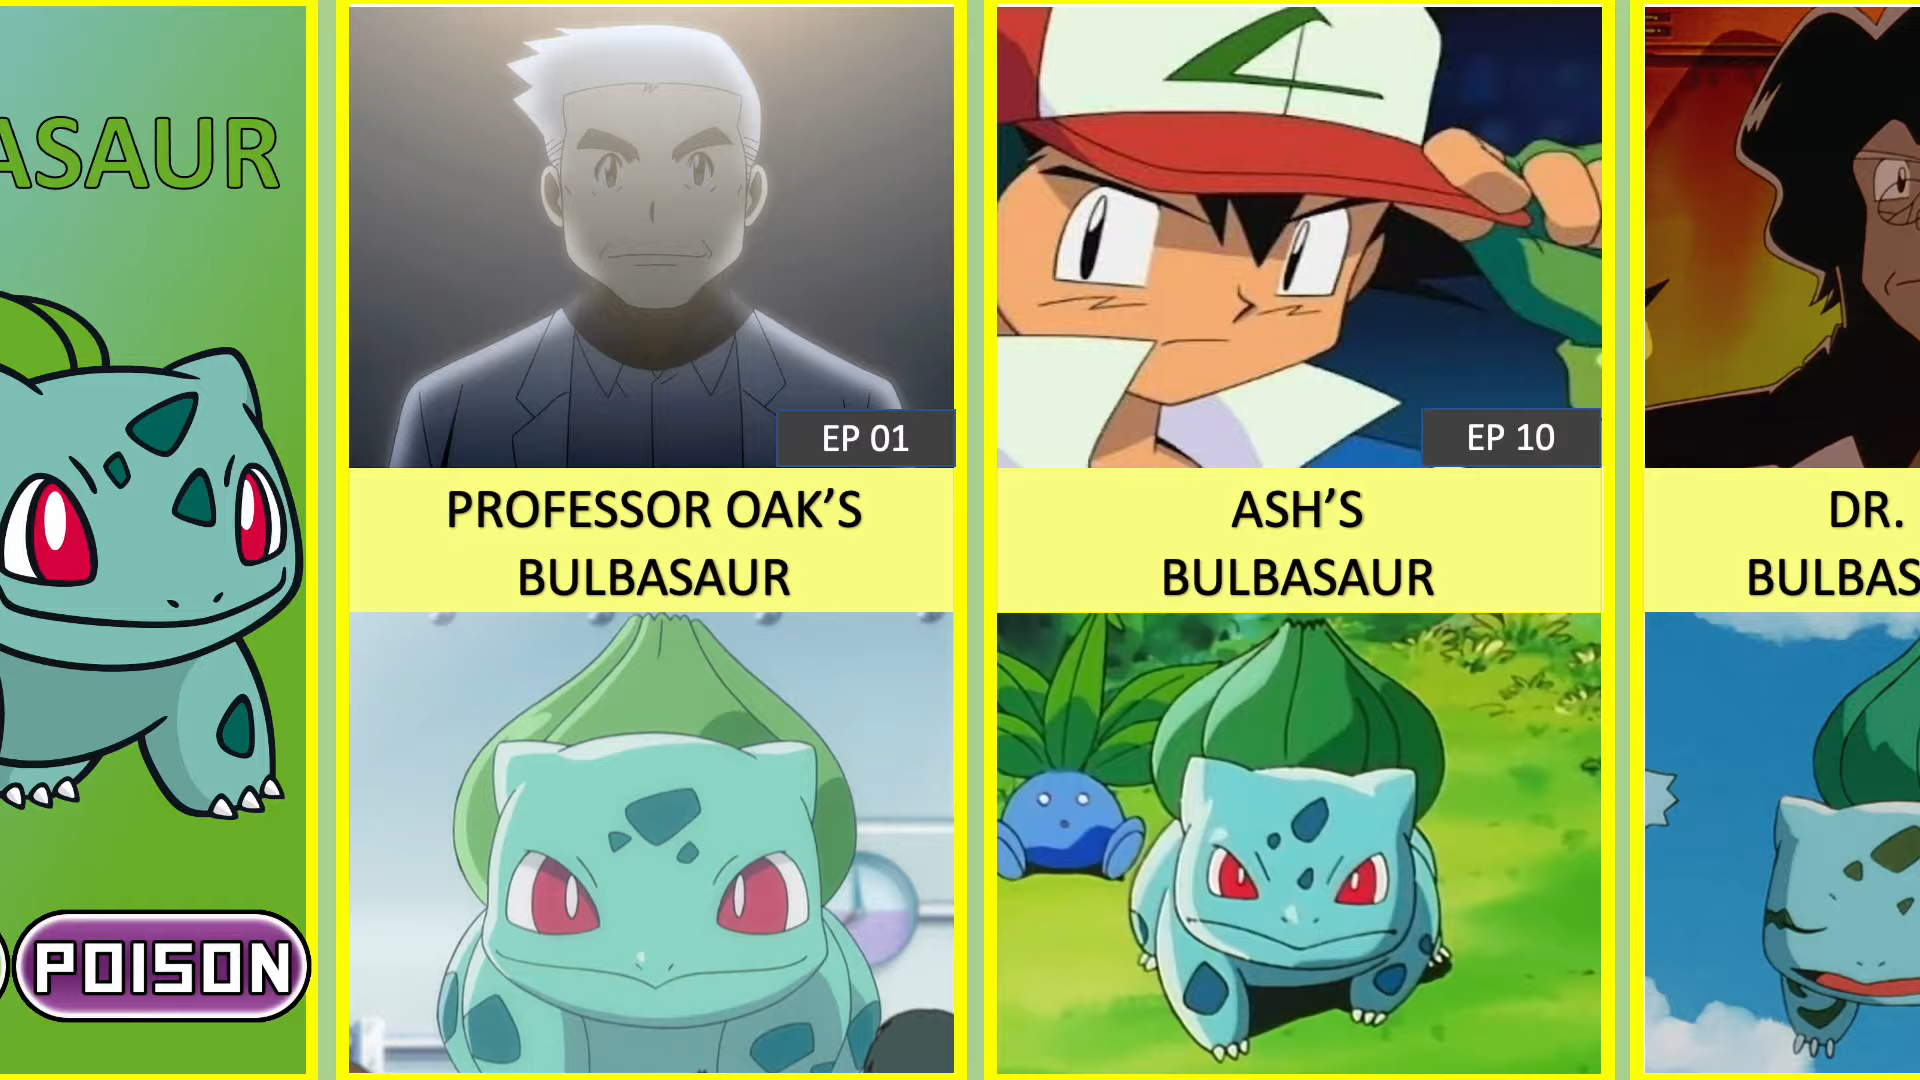 ASAUR
POISON
EP 01
PROFESSOR OAK’S
BULBASAUR
EP 10
ASH’S
BULBASAUR
DR.
BULBAS